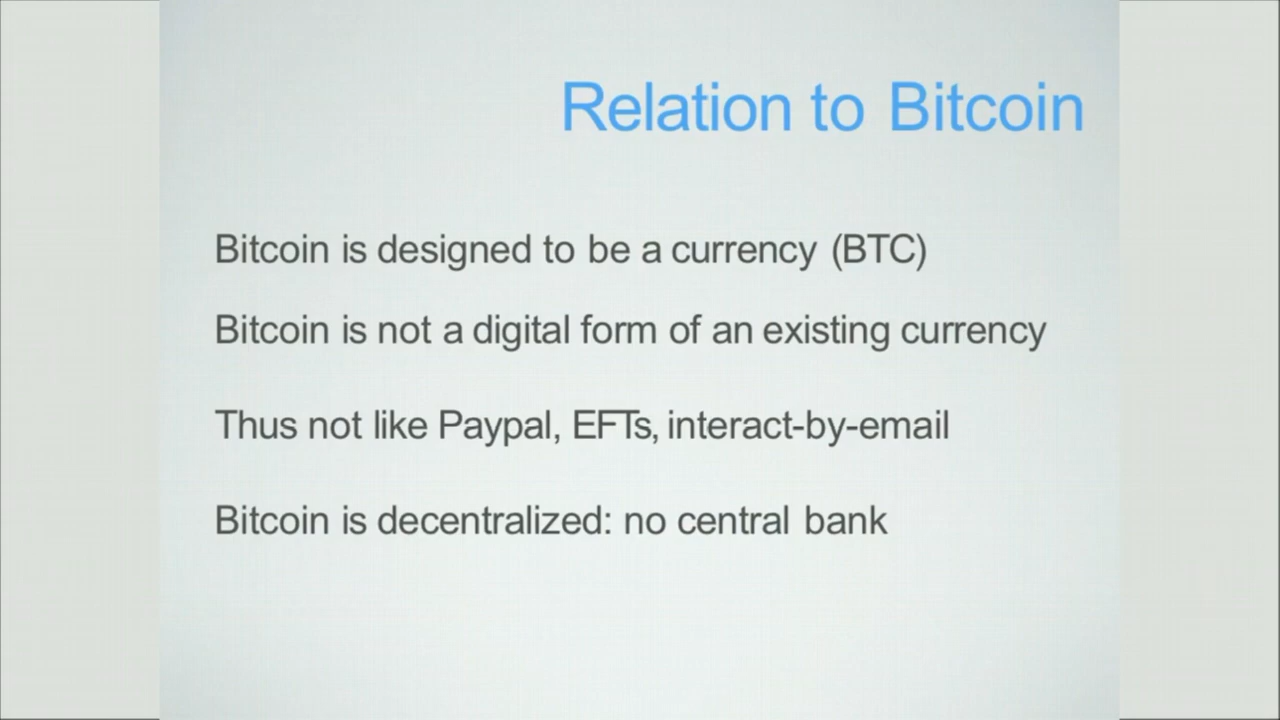 Relation to Bitcoin
Bitcoin is designed to be a currency (BTC)
Bitcoin is not a digital form of an existing currency
Thus not like Paypal, EFTs, interact-by-email
Bitcoin is decentralized: no central bank